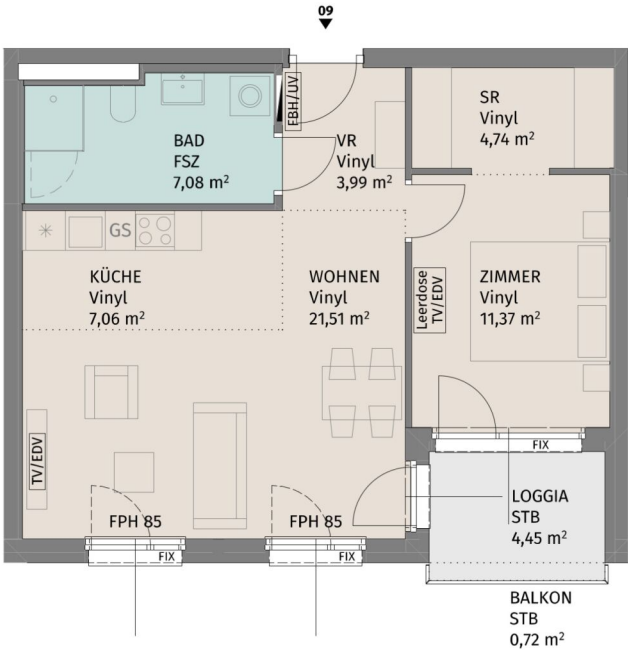 09
EBH/UV
BAD
FSZ
7,08 m²
VR
Vinyl
3,99 m²
SR
Vinyl
4,74 m²
GS
KÜCHE
Vinyl
7,06 m²
WOHNEN
Vinyl
21,51 m²
Leerdose
TV/EDV
ZIMMER
Vinyl
11,37 m²
TV/EDV
FPH 85
FIX
FPH 85
FIX
FIX
LOGGIA
STB
4,45 m²
BALKON
STB
0,72 m²